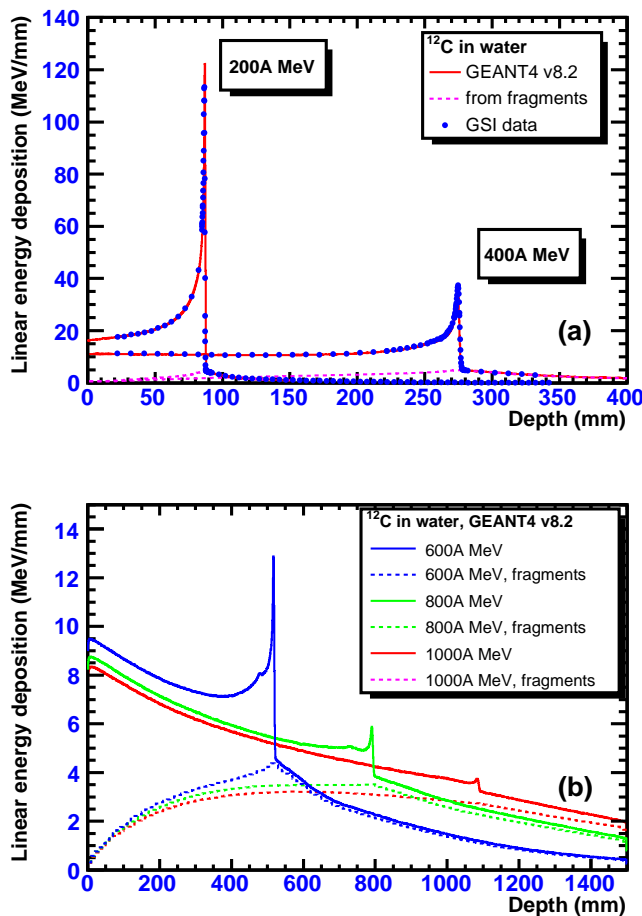 Linear energy deposition (MeV/mm)
140
120
100
80
60
40
20
0
200A MeV
¹²C in water
GEANT4 v8.2
from fragments
GSI data
400A MeV
(a)
0 50 100 150 200 250 300 350 400
Depth (mm)
Linear energy deposition (MeV/mm)
14
12
10
8
6
4
2
0
¹²C in water, GEANT4 v8.2
600A MeV
600A MeV, fragments
800A MeV
800A MeV, fragments
1000A MeV
1000A MeV, fragments
(b)
0 200 400 600 800 1000 1200 1400
Depth (mm)